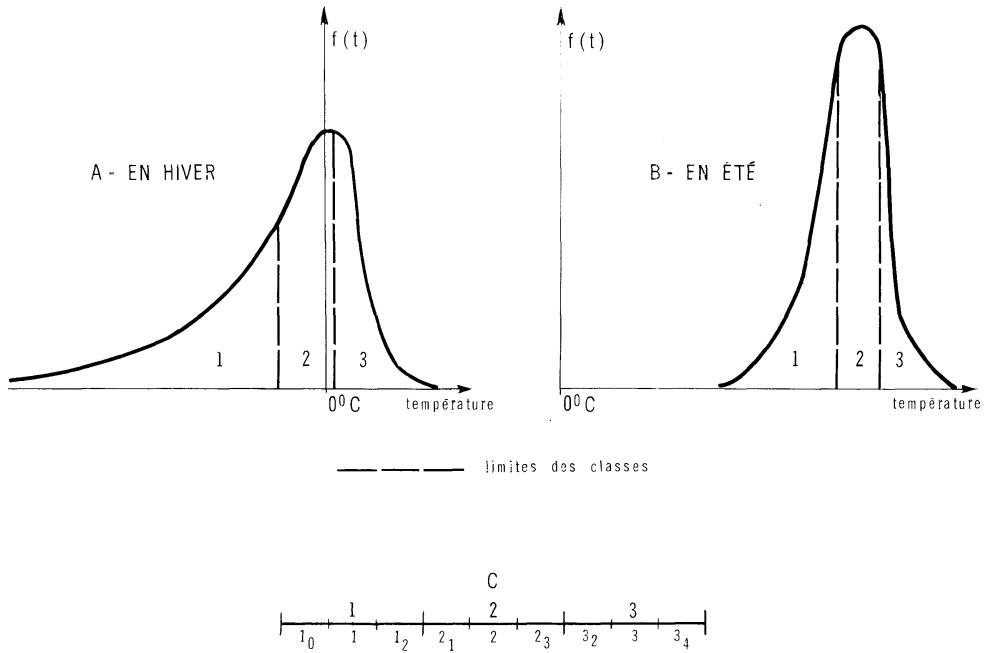 f(t)
A - EN HIVER
1 2 3
0⁰C
température
f(t)
B - EN ÉTÉ
1 2 3
0⁰C
température
limites des classes
C
1 2 3
1₀ 1 1₂ 2₁ 2 2₃ 3₂ 3 3₄